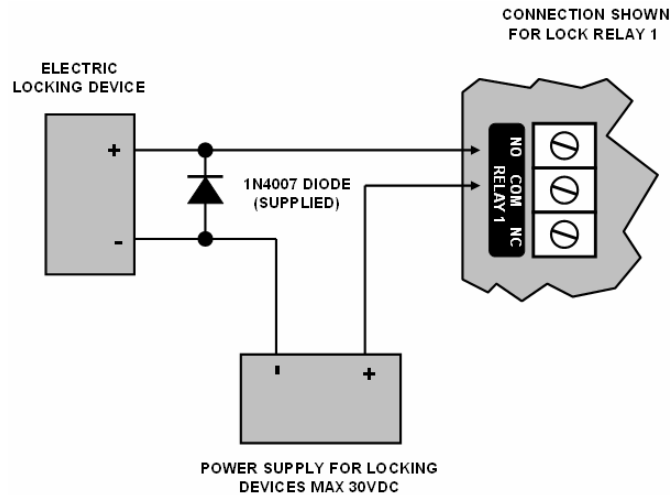 CONNECTION SHOWN
FOR LOCK RELAY 1
ELECTRIC
LOCKING DEVICE
+
-
1N4007 DIODE
(SUPPLIED)
NO COM NC
RELAY 1
- +
POWER SUPPLY FOR LOCKING
DEVICES MAX 30VDC